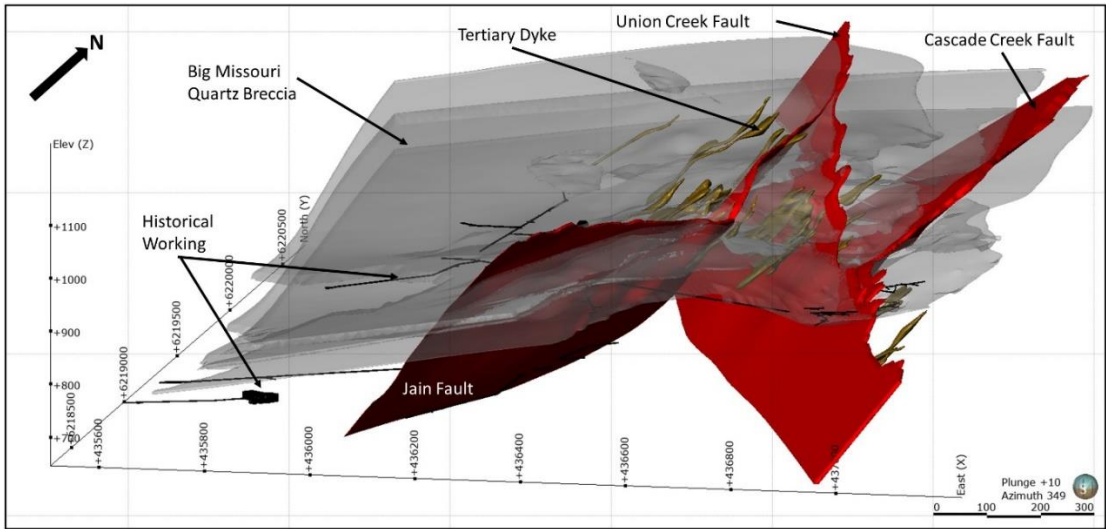 Union Creek Fault
Tertiary Dyke
Cascade Creek Fault
N
Big Missouri
Quartz Breccia
Elev (Z)
Historical
Working
North (Y)
+6220500
+6220000
+6219500
+6219000
+6218500
+1100
+1000
+900
+800
Jain Fault
+435600
+435800
+436000
+436200
+436400
+436600
+436800
East (X)
Plunge +10
Azimuth 349
0 100 200 300